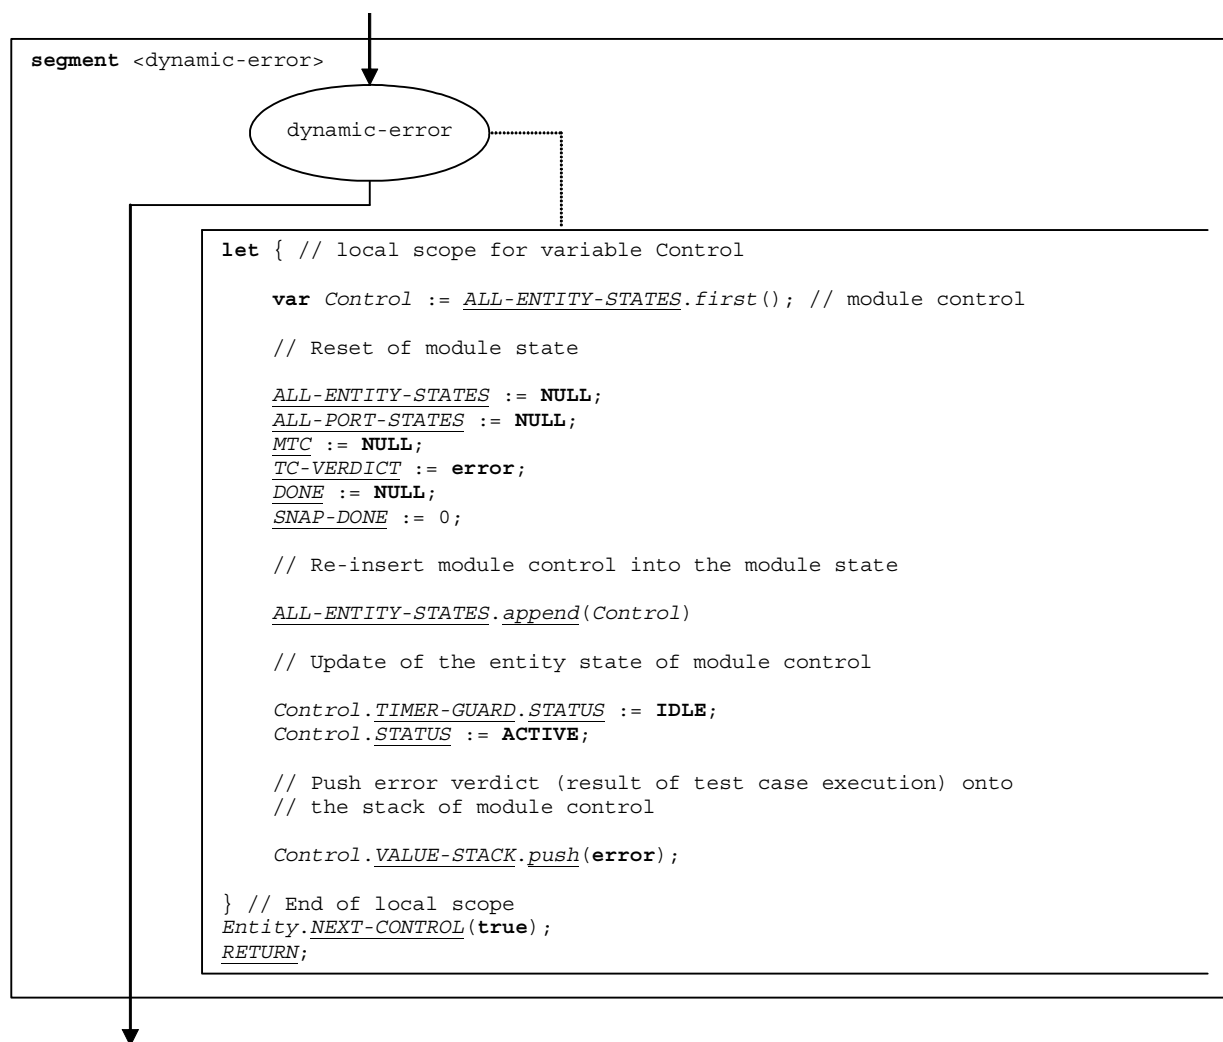 segment <dynamic-error>
dynamic-error
let { // local scope for variable Control
var Control := ALL-ENTITY-STATES.first(); // module control
// Reset of module state
ALL-ENTITY-STATES := NULL;
ALL-PORT-STATES := NULL;
MTC := NULL;
TC-VERDICT := error;
DONE := NULL;
SNAP-DONE := 0;
// Re-insert module control into the module state
ALL-ENTITY-STATES.append(Control)
// Update of the entity state of module control
Control.TIMER-GUARD.STATUS := IDLE;
Control.STATUS := ACTIVE;
// Push error verdict (result of test case execution) onto
// the stack of module control
Control.VALUE-STACK.push(error);
} // End of local scope
Entity.NEXT-CONTROL(true);
RETURN;